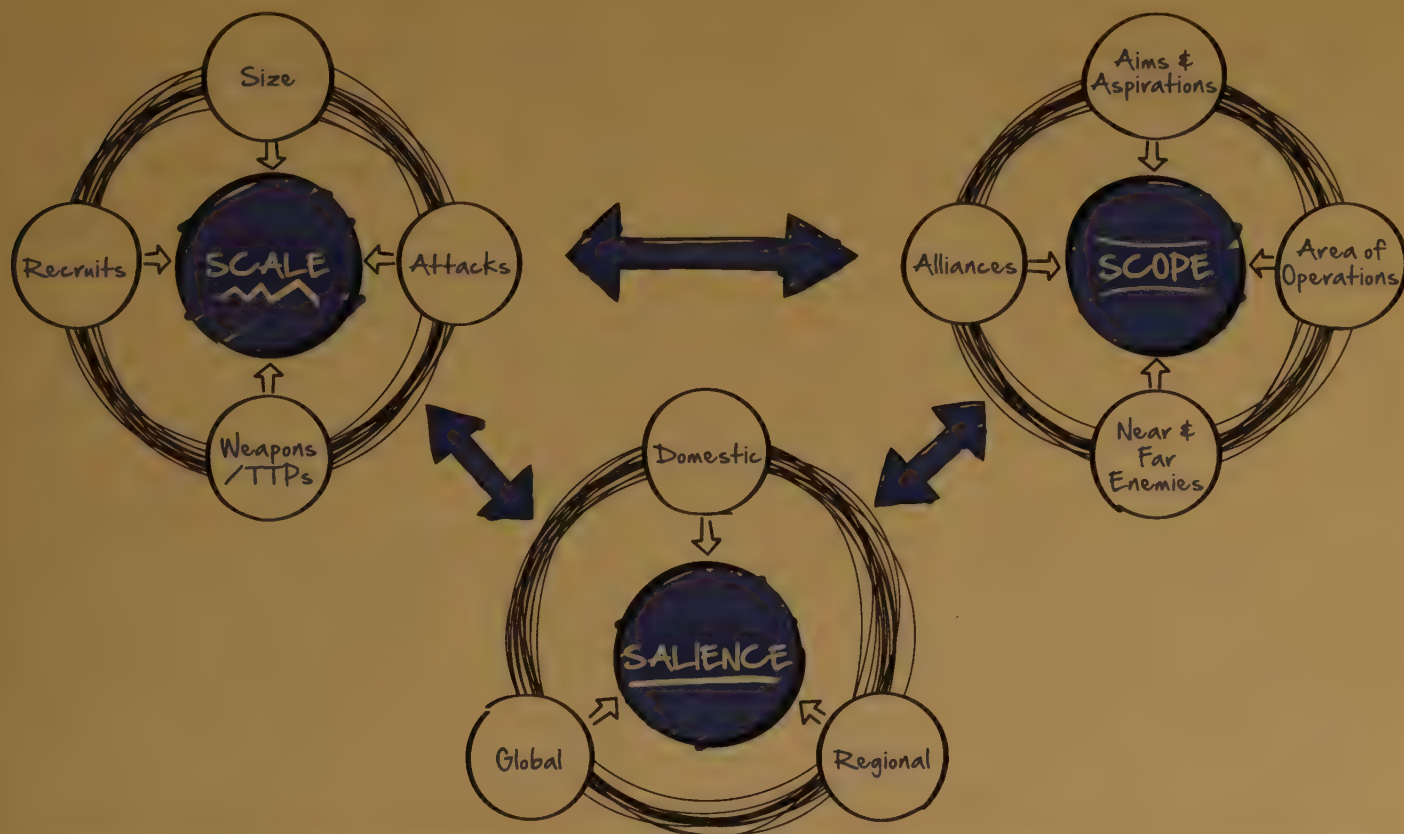 Size
Recruits
SCALE
Attacks
Weapons
/TTPs
Aims &
Aspirations
Alliances
SCOPE
Area of
Operations
Near &
Far
Enemies
Domestic
SALIENCE
Global
Regional